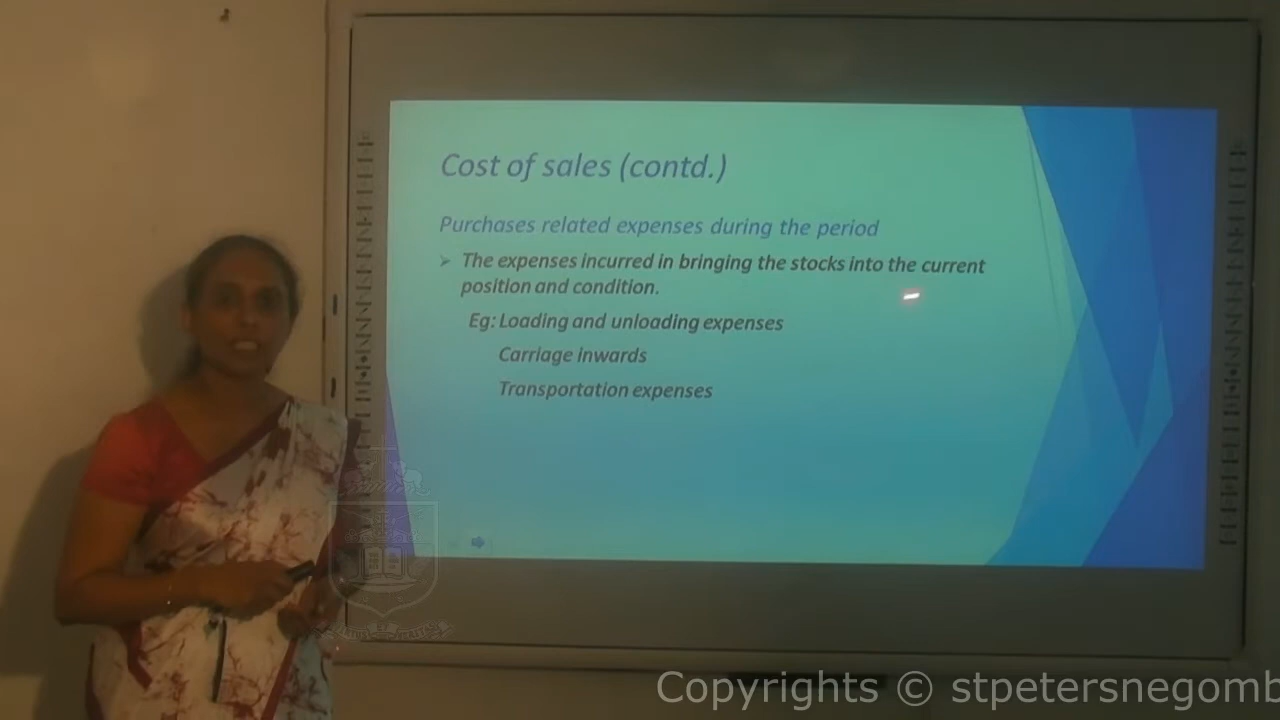 Cost of sales (contd.)
Purchases related expenses during the period
➢ The expenses incurred in bringing the stocks into the current
position and condition.
Eg: Loading and unloading expenses
Carriage inwards
Transportation expenses
Copyrights © stpetersnegomb